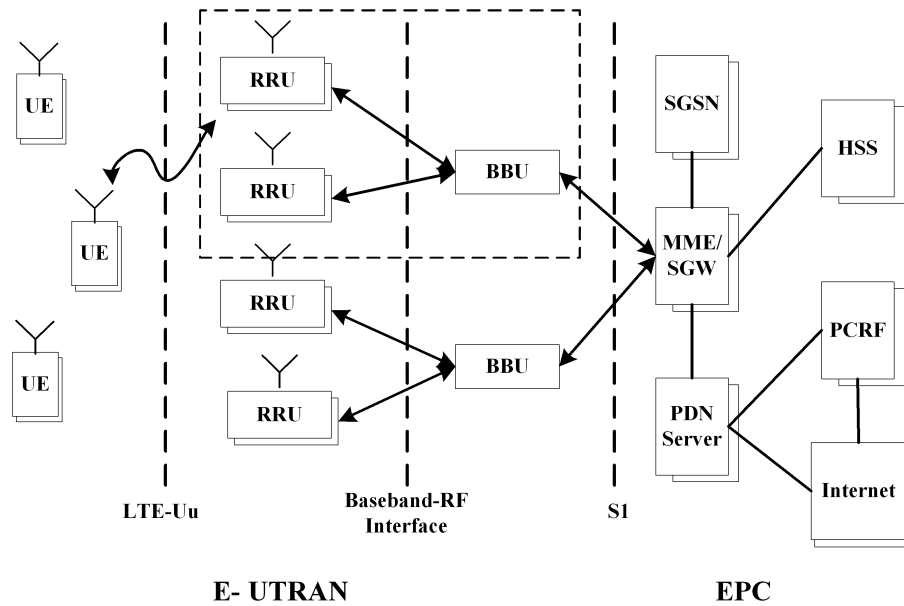 UE
UE
UE
RRU
RRU
RRU
RRU
BBU
BBU
SGSN
MME/
SGW
PDN
Server
HSS
PCRF
Internet
LTE-Uu
Baseband-RF
Interface
S1
E- UTRAN
EPC